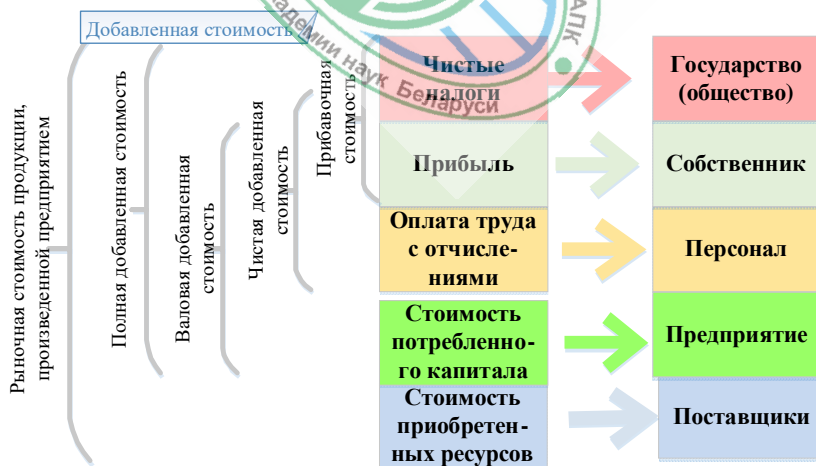 Добавленная стоимость
Рыночная стоимость продукции,
произведенной предприятием
Полная добавленная стоимость
Валовая добавленная
стоимость
Чистая добавленная
стоимость
Прибавочная
стоимость
наук Беларуси
АПК
Чистые
налоги
Государство
(общество)
Прибыль
Собственник
Оплата труда
с отчисле-
ниями
Персонал
Стоимость
потребленно-
го капитала
Предприятие
Стоимость
приобретен-
ных ресурсов
Поставщики